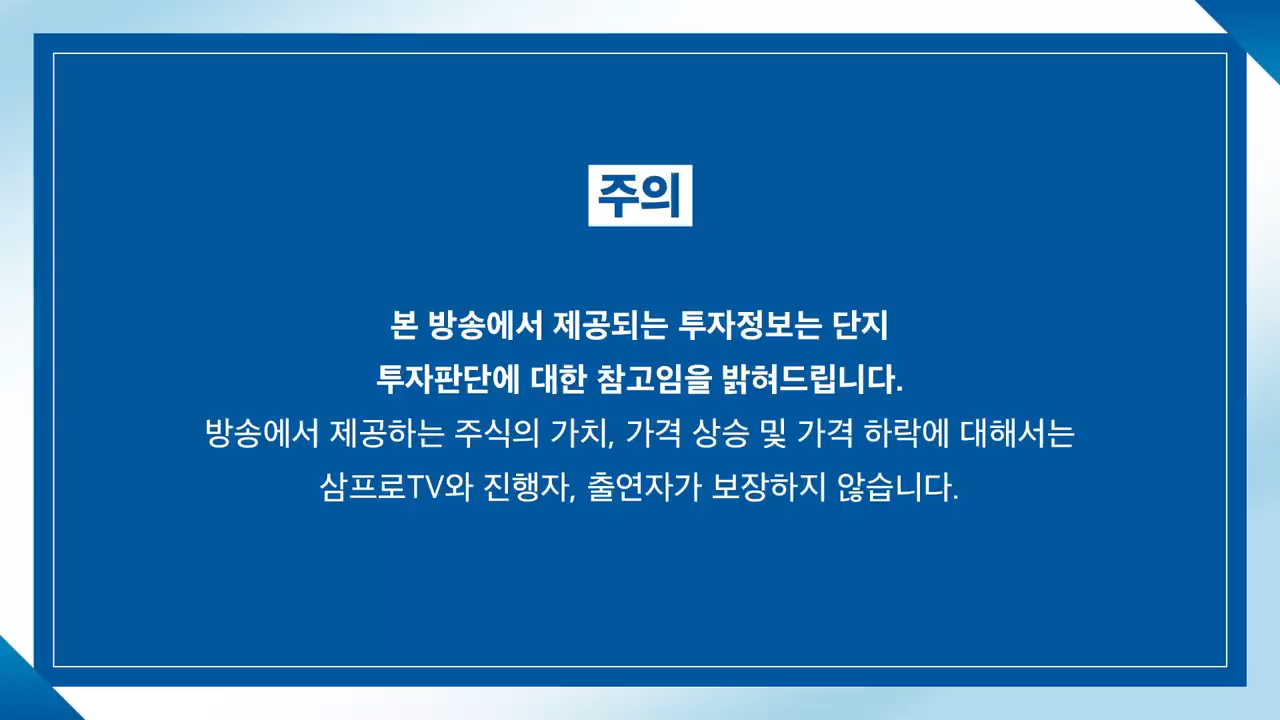 주의
본 방송에서 제공되는 투자정보는 단지
투자판단에 대한 참고임을 밝혀드립니다.
방송에서 제공하는 주식의 가치, 가격 상승 및 가격 하락에 대해서는
삼프로TV와 진행자, 출연자가 보장하지 않습니다.